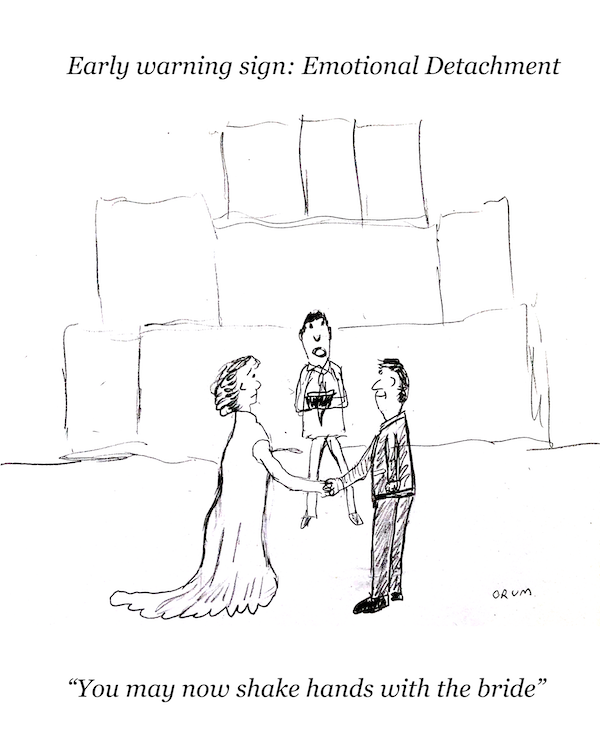 Early warning sign: Emotional Detachment
ORUM
“You may now shake hands with the bride”